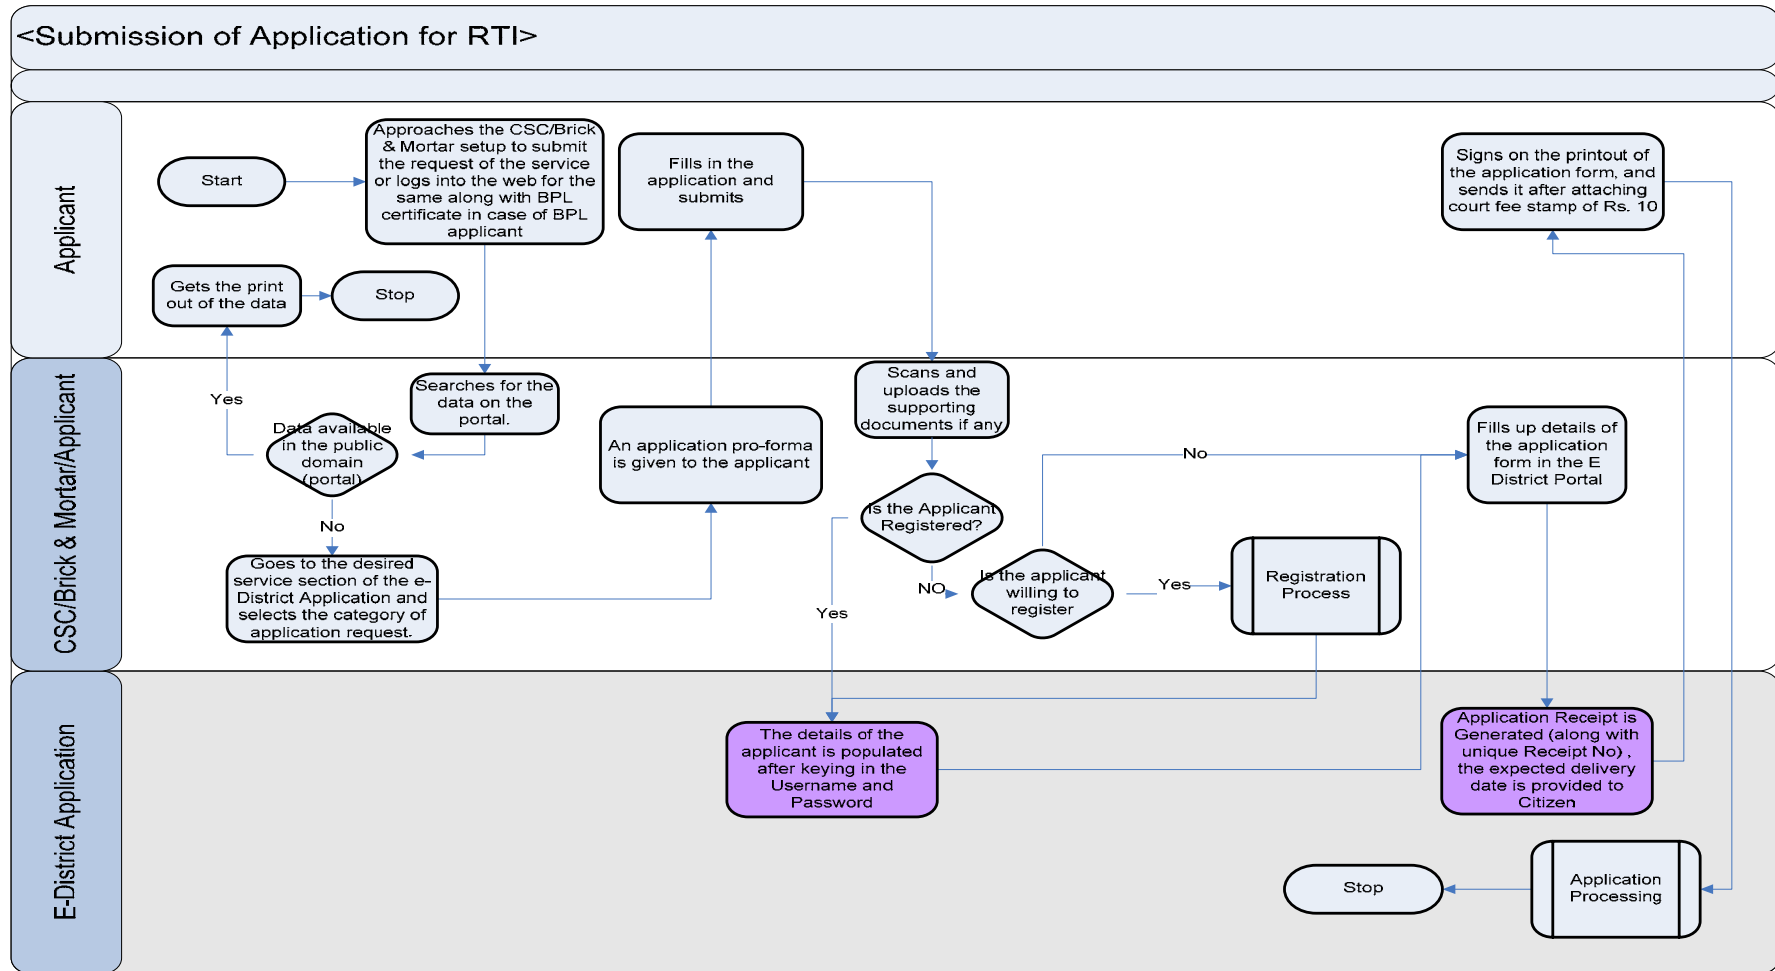 <Submission of Application for RTI>
Applicant
Start
Approaches the CSC/Brick
& Mortar setup to submit
the request of the service
or logs into the web for the
same along with BPL
certificate in case of BPL
applicant
Fills in the
application and
submits
Signs on the printout of
the application form, and
sends it after attaching
court fee stamp of Rs. 10
Gets the print
out of the data
Stop
CSC/Brick & Mortar/Applicant
Yes
Searches for the
data on the
portal.
Data available
in the public
domain
(portal)
No
Goes to the desired
service section of the e-
District Application and
selects the category of
application request.
An application pro-forma
is given to the applicant
Scans and
uploads the
supporting
documents if any
Is the Applicant
Registered?
Yes
NO
Is the applicant
willing to
register
No
Yes
Registration
Process
Fills up details of
the application
form in the E
District Portal
E-District Application
The details of the
applicant is populated
after keying in the
Username and
Password
Application Receipt is
Generated (along with
unique Receipt No) ,
the expected delivery
date is provided to
Citizen
Stop
Application
Processing